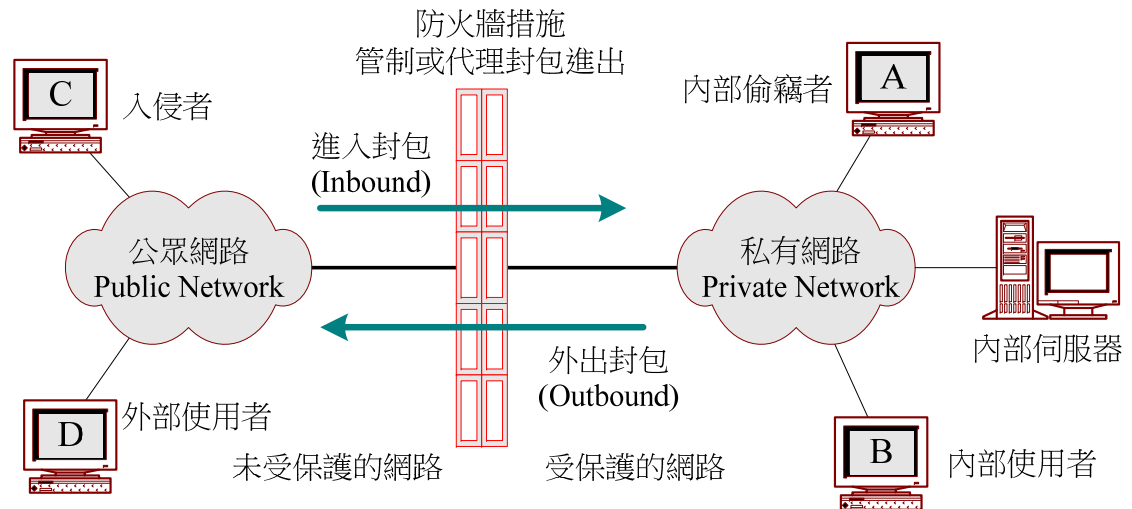 防火牆措施
管制或代理封包進出
C
入侵者
內部偷竊者
A
進入封包
(Inbound)
公眾網路
Public Network
私有網路
Private Network
內部伺服器
外出封包
(Outbound)
D
外部使用者
未受保護的網路
受保護的網路
B
內部使用者